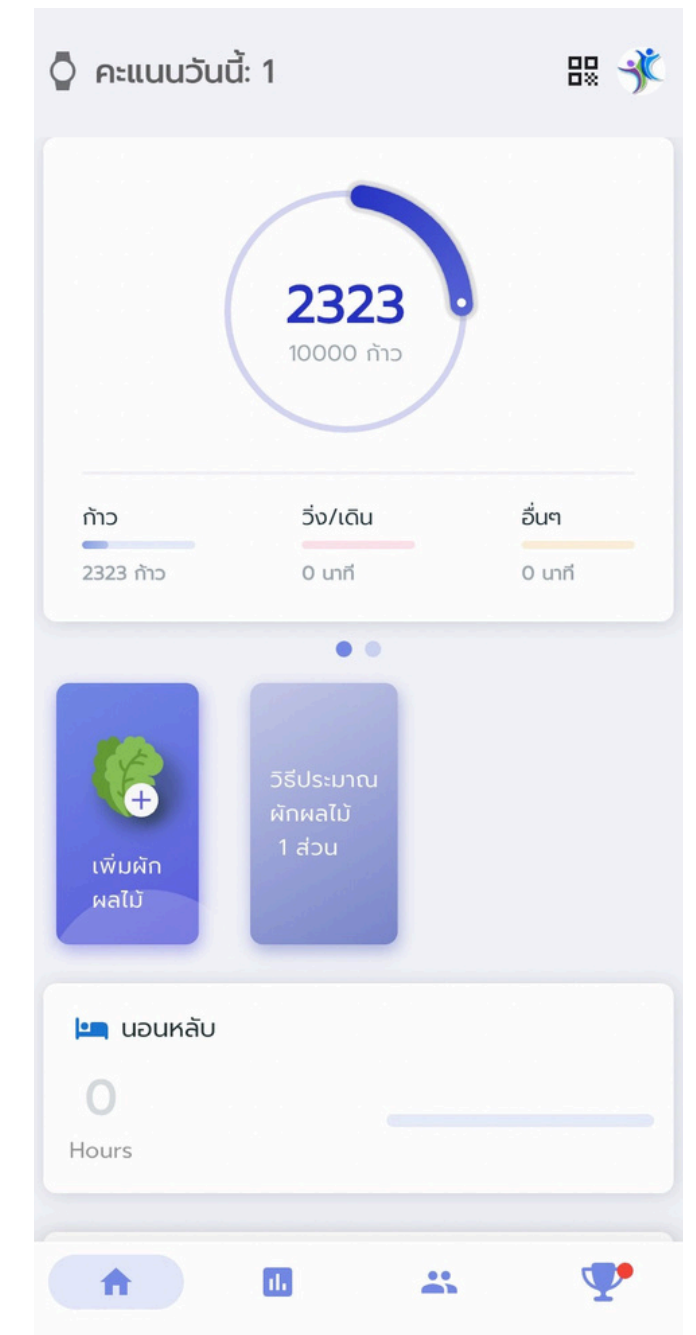 คะแนนวันนี้: 1
2323
10000 ก้าว
ก้าว
วิ่ง/เดิน
อื่นๆ
2323 ก้าว
0 นาที
0 นาที
เพิ่มผัก
ผลไม้
วิธีประมาณ
ผักผลไม้
1 ส่วน
นอนหลับ
0
Hours